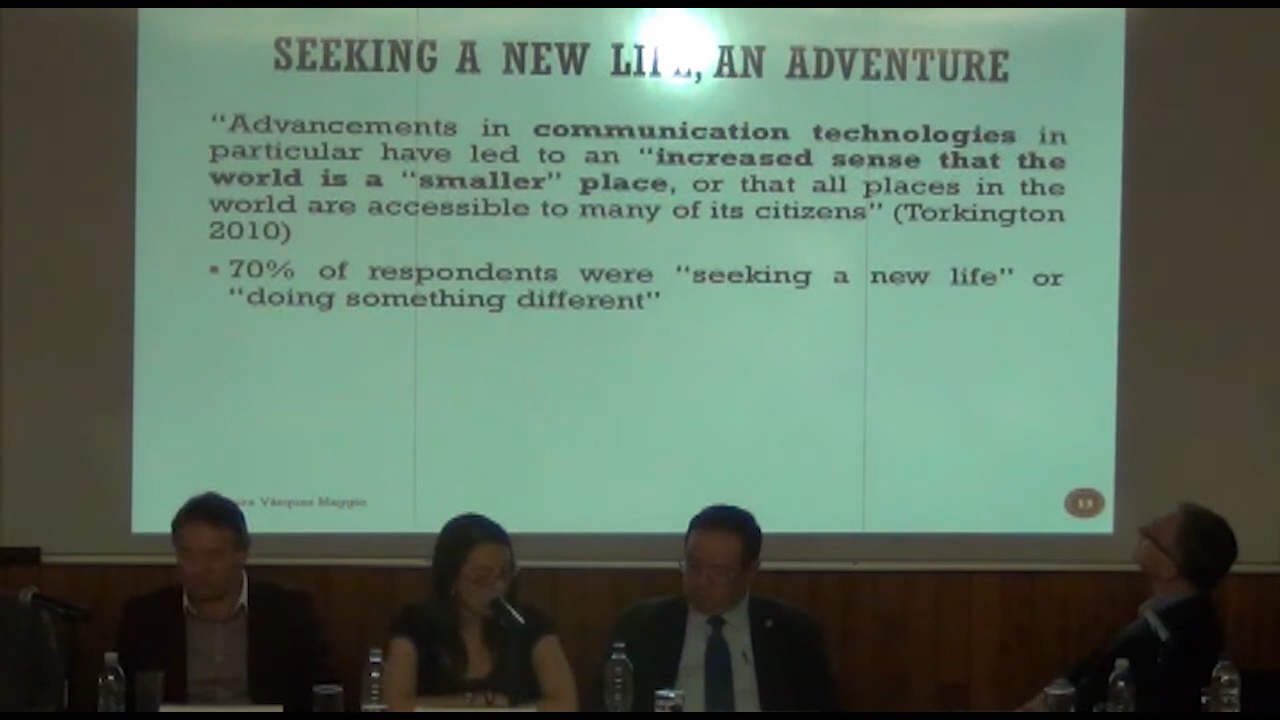 SEEKING A NEW LIFE, AN ADVENTURE
“Advancements in communication technologies in
particular have led to an “increased sense that the
world is a “smaller” place, or that all places in the
world are accessible to many of its citizens” (Torkington
2010)
▪ 70% of respondents were “seeking a new life” or
“doing something different”
Vázquez Maggio
13